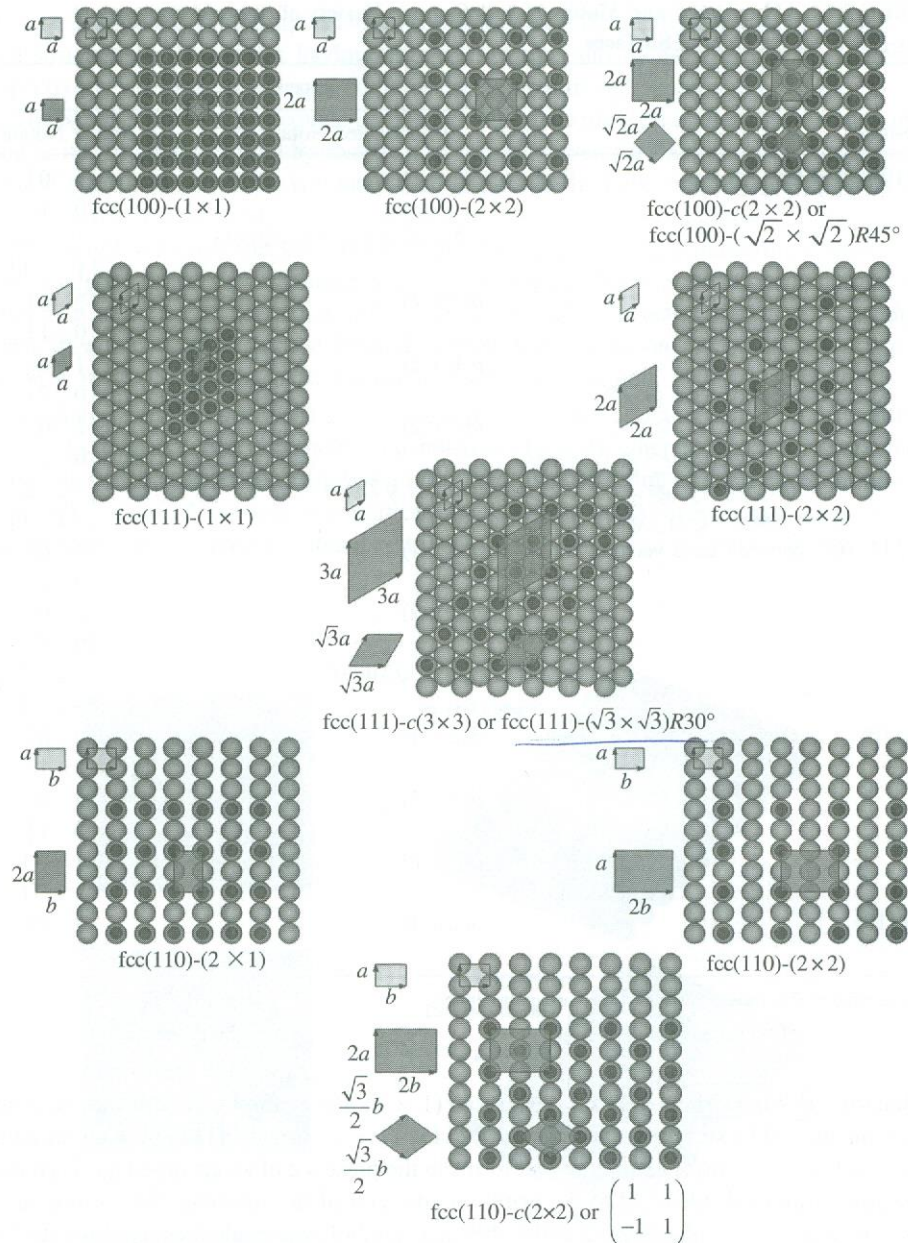 a
a
a
a
fcc(100)-(1 × 1)
a
a
2a
2a
fcc(100)-(2 × 2)
a
a
2a
2a
√2a
√2a
fcc(100)-c(2 × 2) or
fcc(100)-(√2 × √2)R45°
a
a
a
a
fcc(111)-(1 × 1)
a
a
2a
2a
fcc(111)-(2 × 2)
a
a
3a
3a
√3a
√3a
fcc(111)-c(3 × 3) or fcc(111)-(√3 × √3)R30°
a
b
2a
b
fcc(110)-(2 × 1)
a
b
a
2b
fcc(110)-(2 × 2)
a
b
2a
2b
√3/2 b
√3/2 b
fcc(110)-c(2×2) or
1 1
−1 1